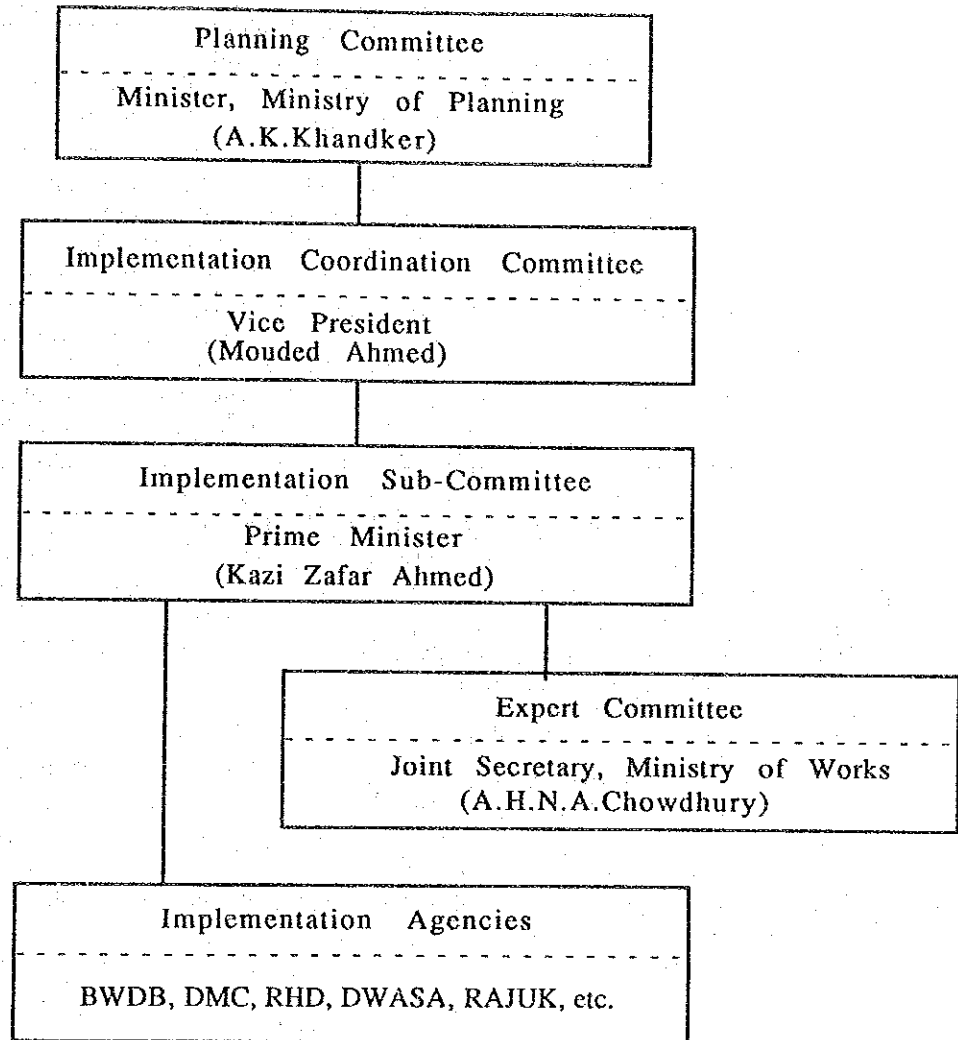 Planning Committee
Minister, Ministry of Planning
(A.K.Khandker)
Implementation Coordination Committee
Vice President
(Mouded Ahmed)
Implementation Sub-Committee
Prime Minister
(Kazi Zafar Ahmed)
Expert Committee
Joint Secretary, Ministry of Works
(A.H.N.A.Chowdhury)
Implementation Agencies
BWDB, DMC, RHD, DWASA, RAJUK, etc.